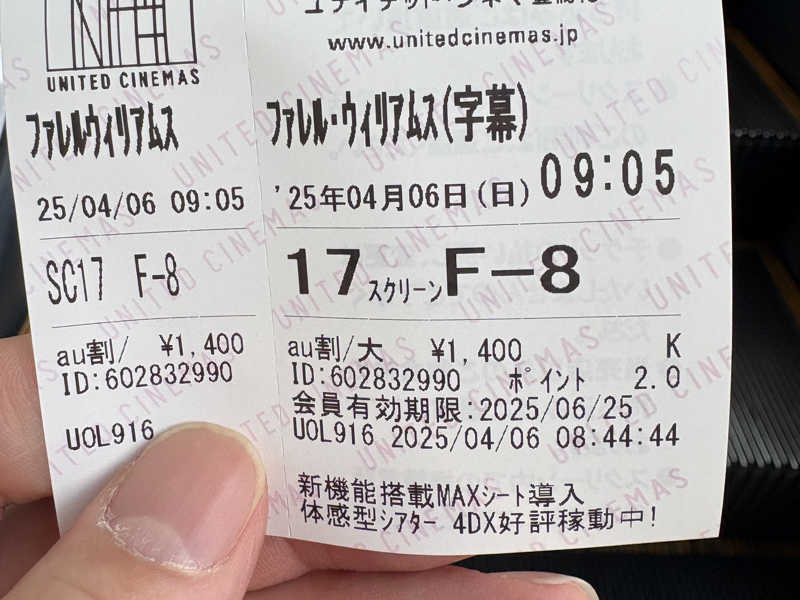 UNITED CINEMAS
ファレルウィリアムス
25/04/06 09:05
SC17 F-8
au割/ ¥1,400
ID:602832990
UOL916
www.unitedcinemas.jp
ファレル・ウィリアムス(字幕)
'25年04月06日(日) 09:05
17スクリーン F-8
au割/大 ¥1,400 K
ID:602832990 ポイント 2.0
会員有効期限:2025/06/25
UOL916 2025/04/06 08:44:44
新機能搭載MAXシート導入
体感型シアター 4DX好評稼動中!